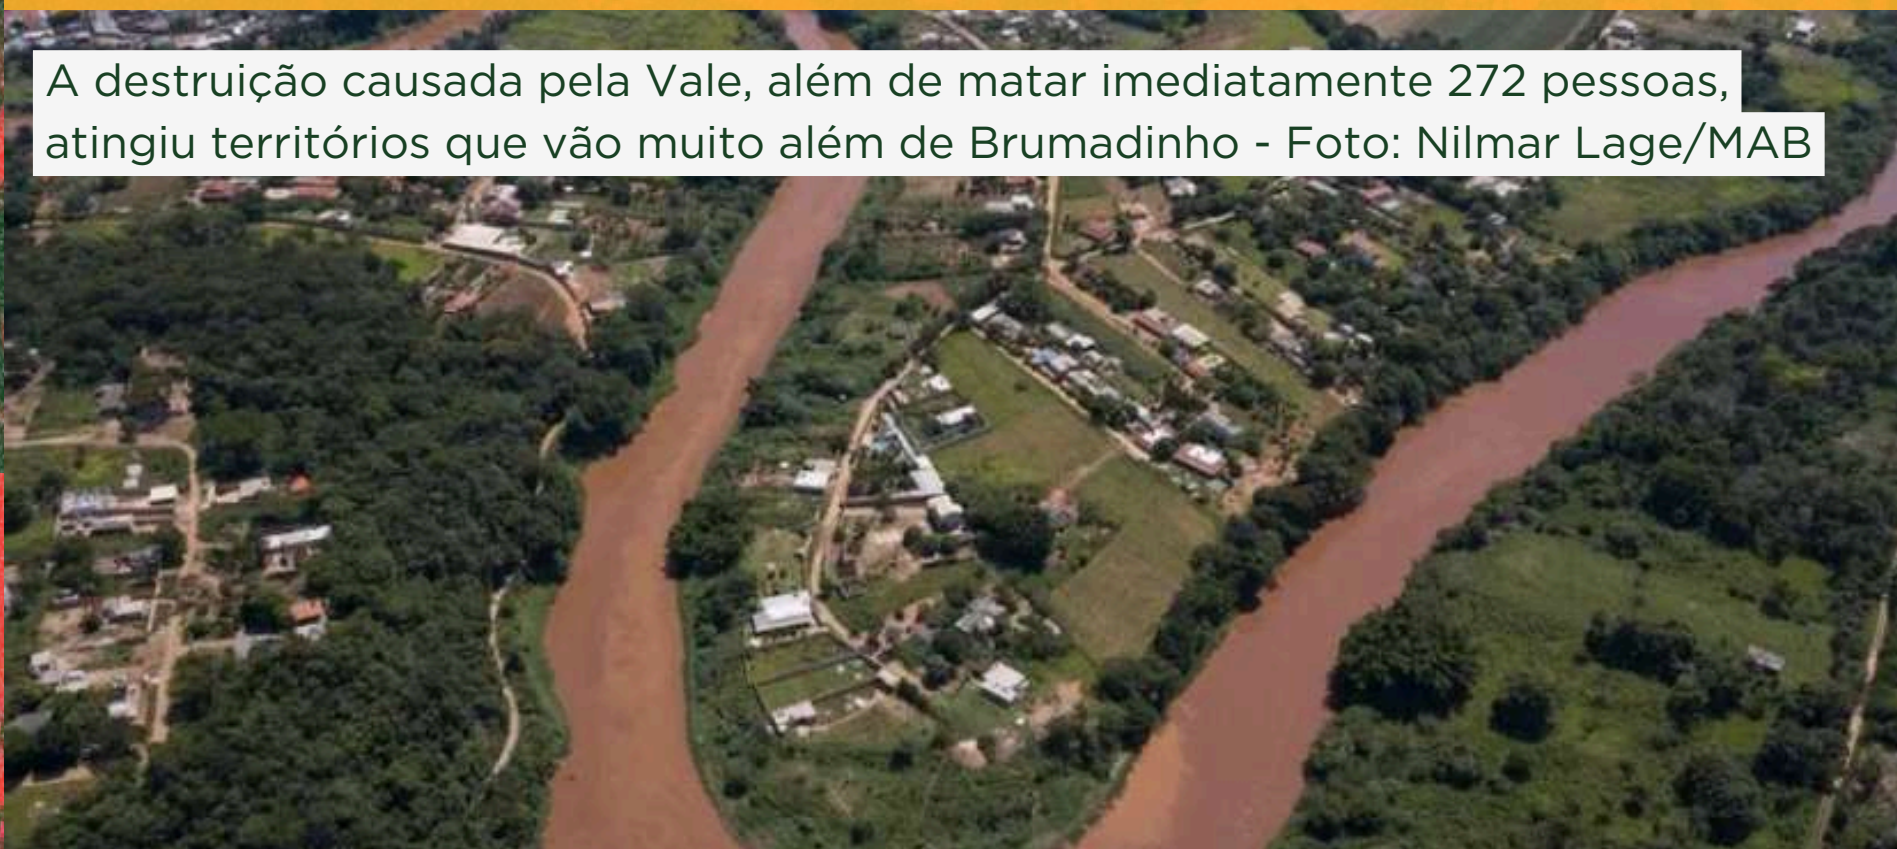 A destruição causada pela Vale, além de matar imediatamente 272 pessoas,
atingiu territórios que vão muito além de Brumadinho - Foto: Nilmar Lage/MAB